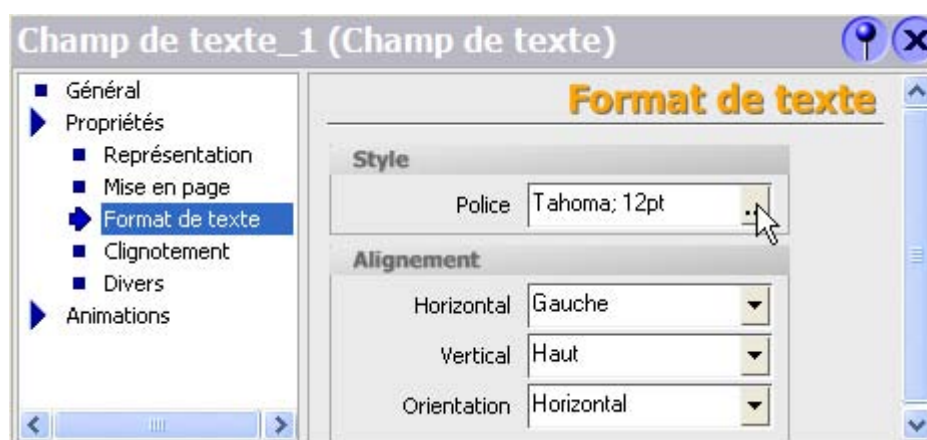 Champ de texte_1 (Champ de texte)
Général
Propriétés
Représentation
Mise en page
Format de texte
Clignotement
Divers
Animations
Format de texte
Style
Police Tahoma; 12pt ...
Alignement
Horizontal Gauche
Vertical Haut
Orientation Horizontal